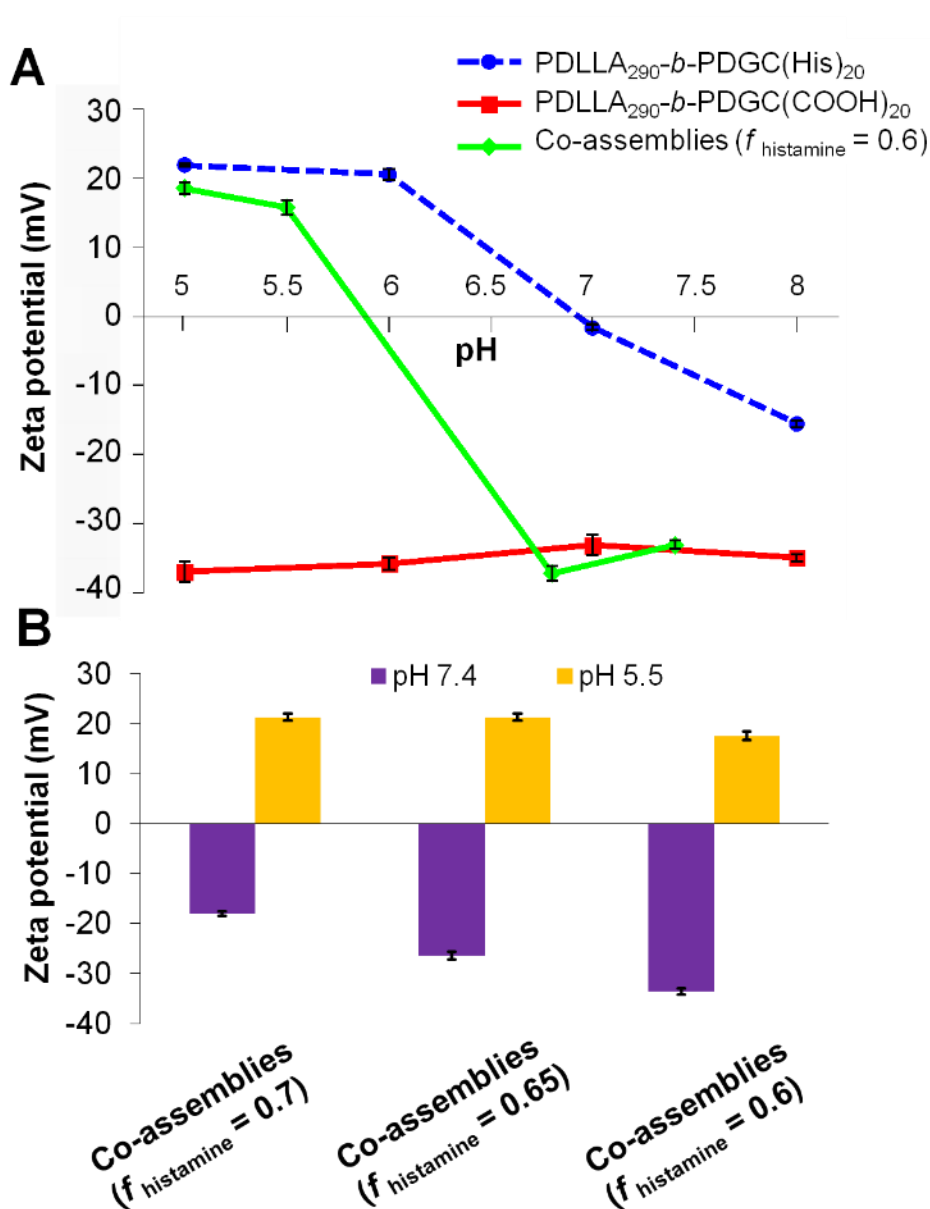 A
PDLLA₂₉₀-b-PDGC(His)₂₀
PDLLA₂₉₀-b-PDGC(COOH)₂₀
Co-assemblies (f histamine = 0.6)
Zeta potential (mV)
30
20
10
0
-10
-20
-30
-40
5 5.5 6 6.5 7 7.5 8
pH
B
pH 7.4 pH 5.5
Zeta potential (mV)
30
20
10
0
-10
-20
-30
-40
Co-assemblies
(f histamine = 0.7)
Co-assemblies
(f histamine = 0.65)
Co-assemblies
(f histamine = 0.6)